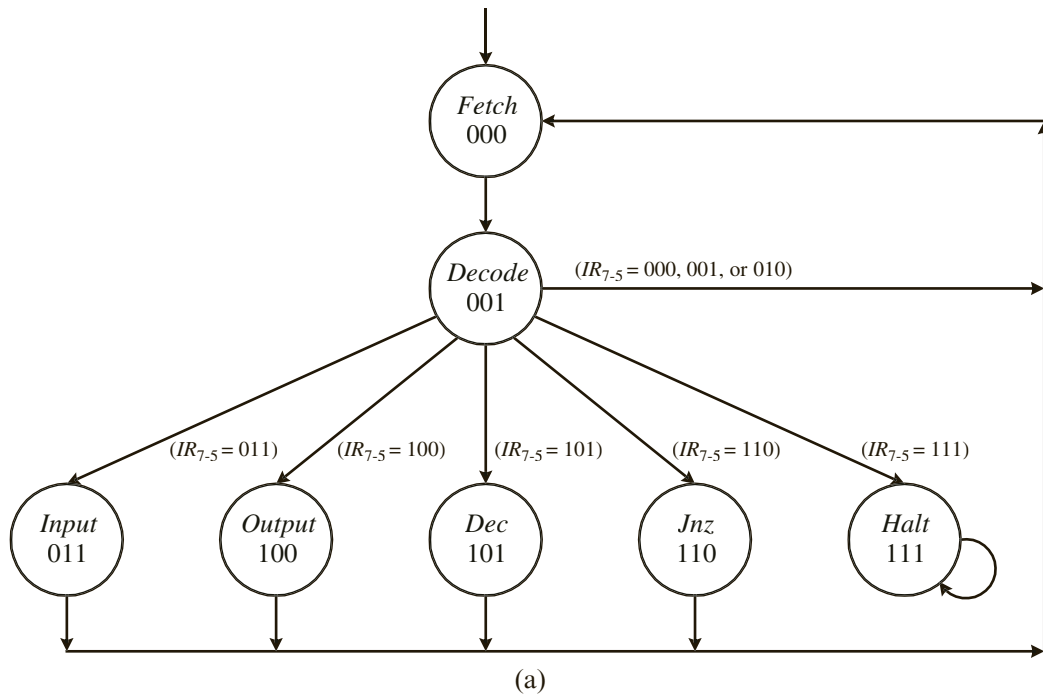 Fetch
000
Decode
001
(IR7-5 = 000, 001, or 010)
(IR7-5 = 011)
(IR7-5 = 100)
(IR7-5 = 101)
(IR7-5 = 110)
(IR7-5 = 111)
Input
011
Output
100
Dec
101
Jnz
110
Halt
111
(a)